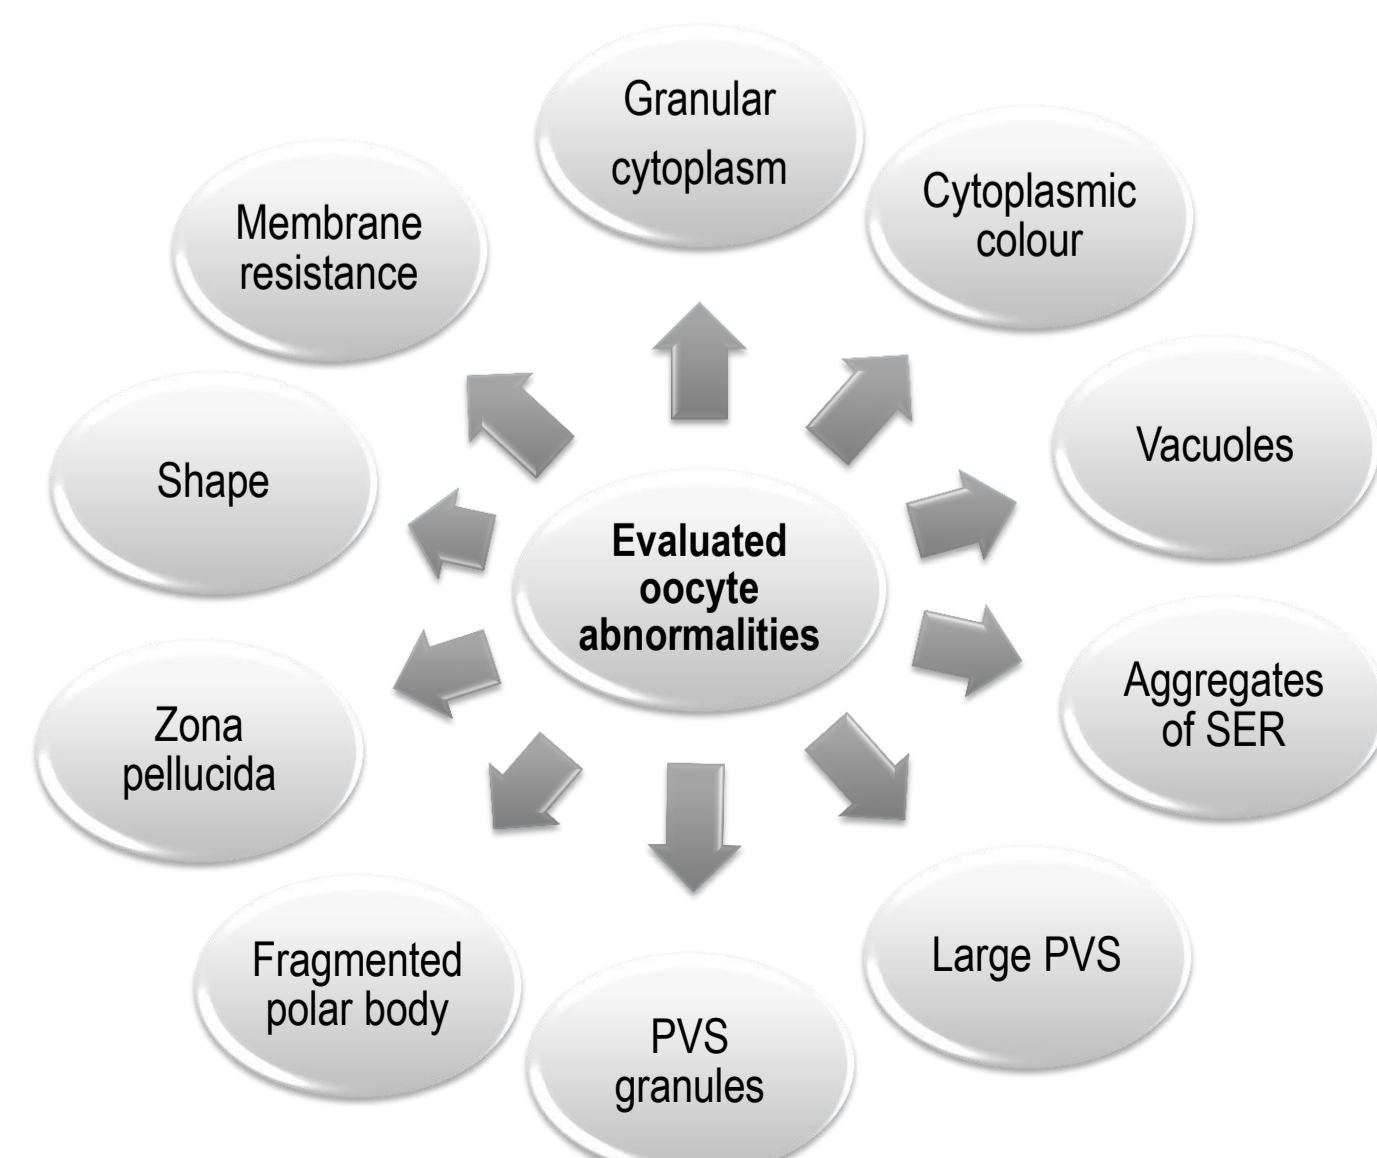 Granular
cytoplasm
Cytoplasmic
colour
Membrane
resistance
Vacuoles
Shape
Evaluated
oocyte
abnormalities
Aggregates
of SER
Zona
pellucida
Large PVS
Fragmented
polar body
PVS
granules